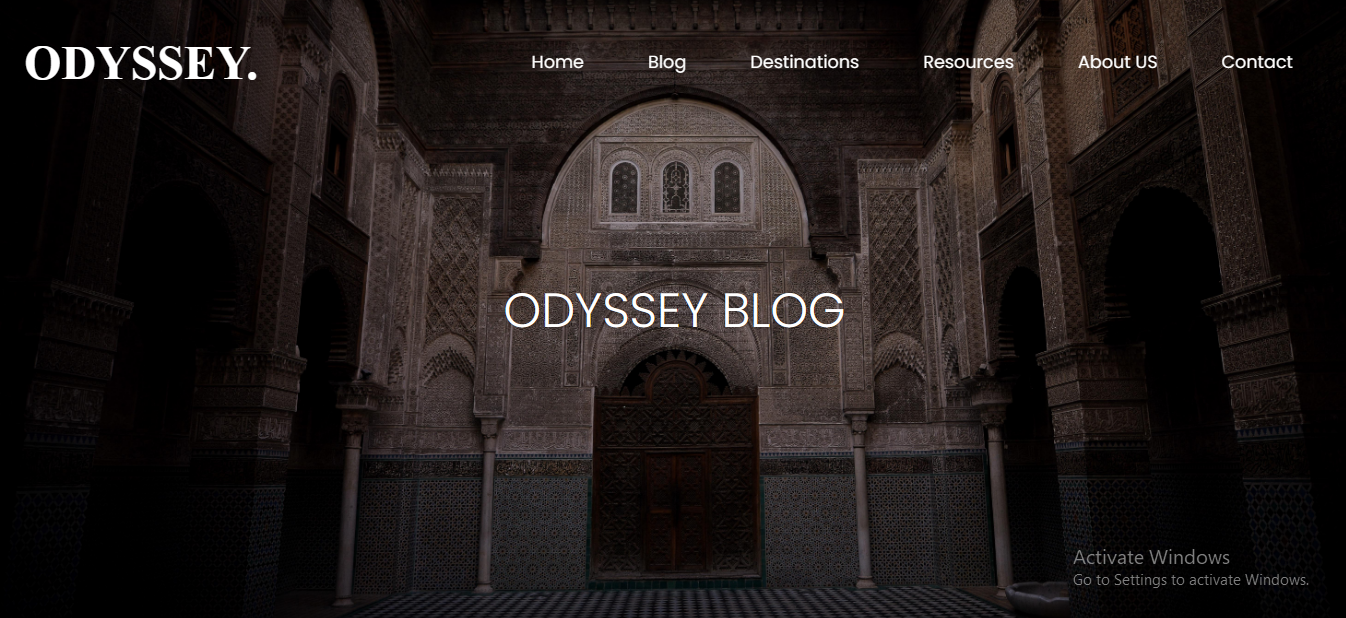 ODYSSEY.
Home Blog Destinations Resources About US Contact
ODYSSEY BLOG
Activate Windows
Go to Settings to activate Windows.